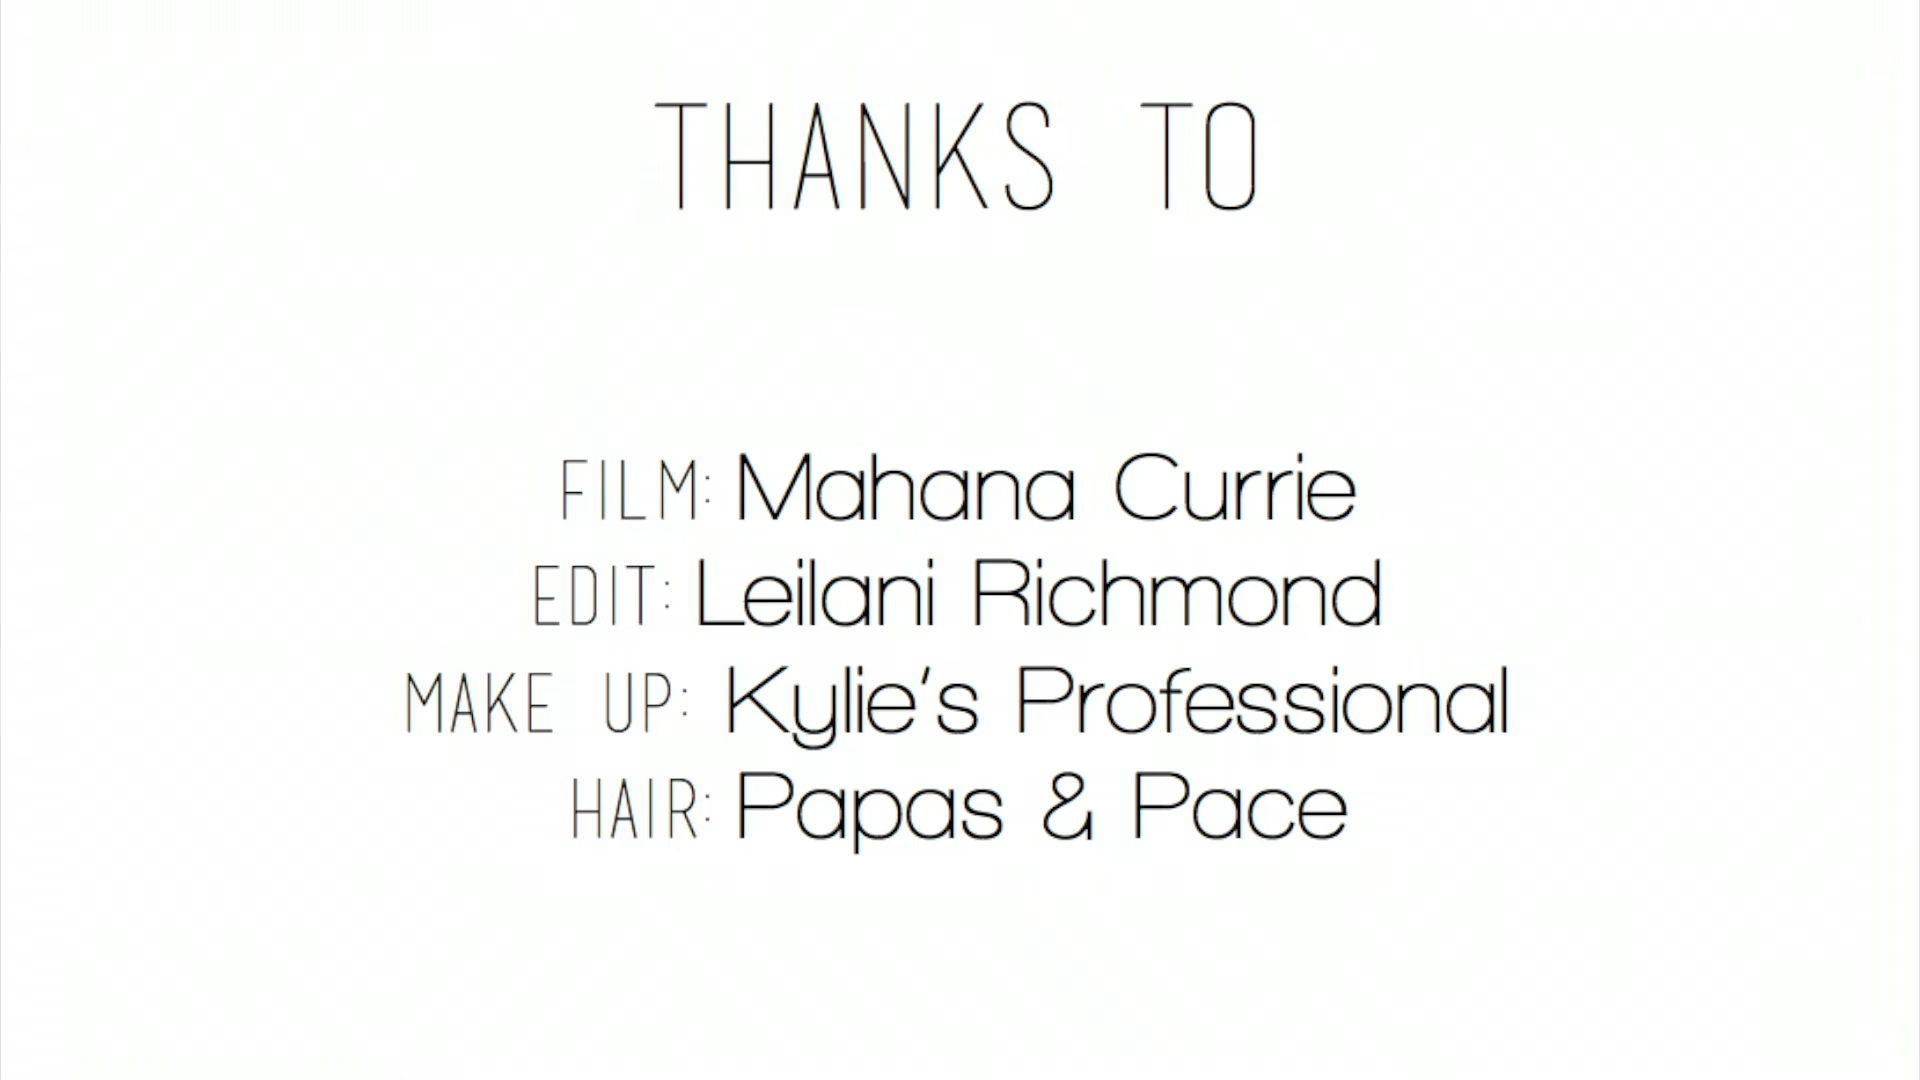 THANKS TO
FILM: Mahana Currie
EDIT: Leilani Richmond
MAKE UP: Kylie's Professional
HAIR: Papas & Pace